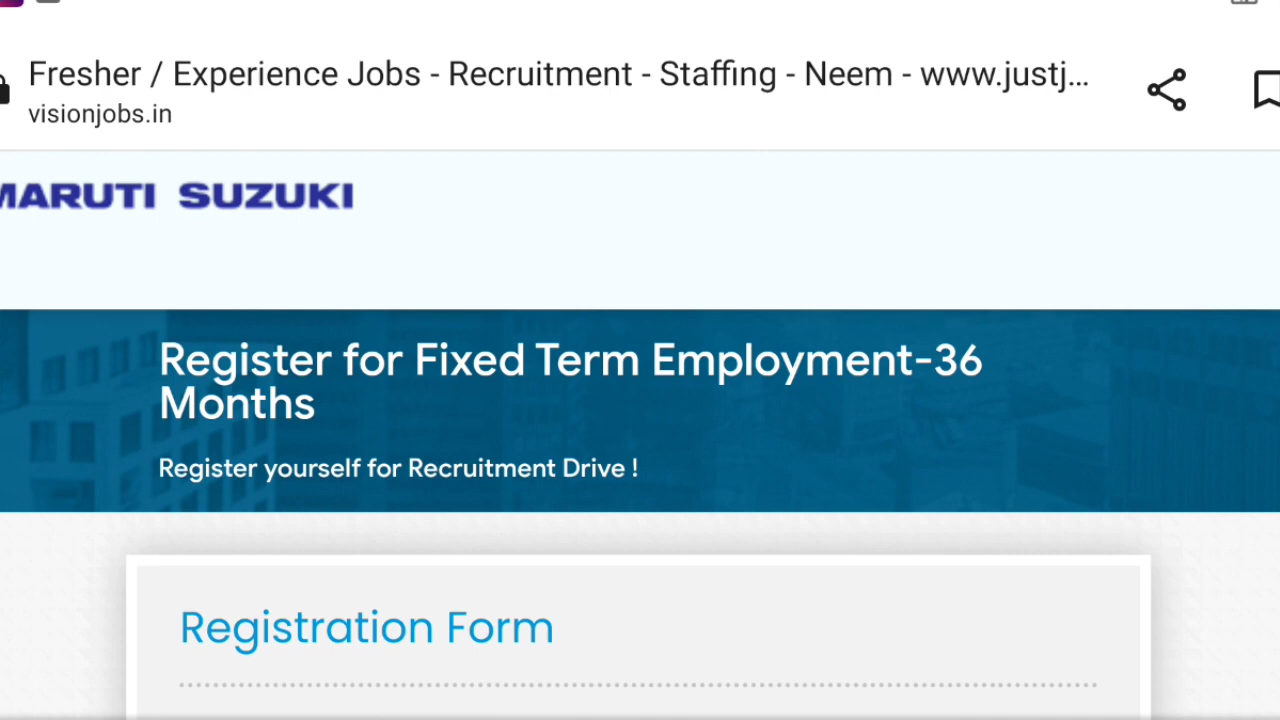 Fresher / Experience Jobs - Recruitment - Staffing - Neem - www.justj...
visionjobs.in
MARUTI SUZUKI
Register for Fixed Term Employment-36
Months
Register yourself for Recruitment Drive !
Registration Form